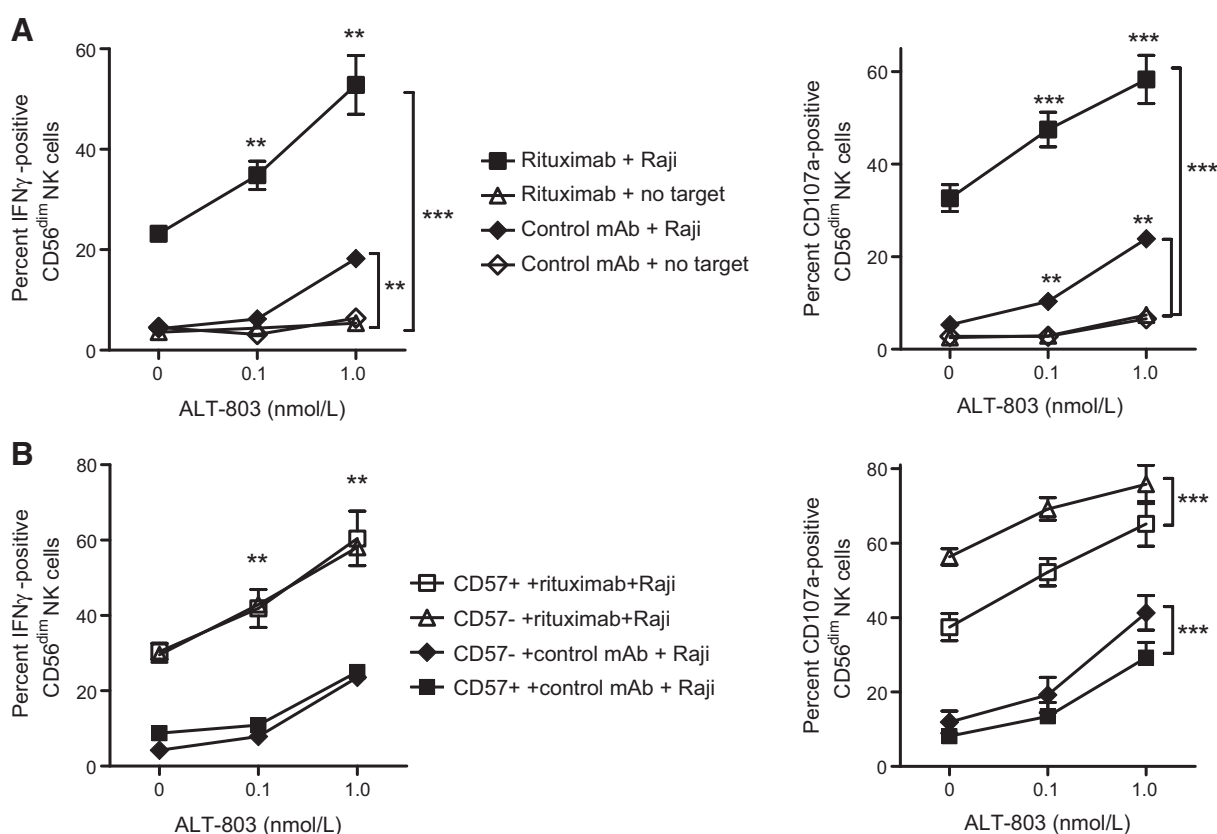 A
Percent IFNγ-positive
CD56dim NK cells
60
40
20
0
**
**
***
**
0
0.1
1.0
ALT-803 (nmol/L)
Rituximab + Raji
Rituximab + no target
Control mAb + Raji
Control mAb + no target
Percent CD107a-positive
CD56dim NK cells
60
40
20
0
***
***
***
**
**
0
0.1
1.0
ALT-803 (nmol/L)
B
Percent IFNγ-positive
CD56dim NK cells
80
60
40
20
0
**
**
0
0.1
1.0
ALT-803 (nmol/L)
CD57+ +rituximab+Raji
CD57- +rituximab+Raji
CD57- +control mAb + Raji
CD57+ +control mAb + Raji
Percent CD107a-positive
CD56dim NK cells
80
60
40
20
0
***
***
0
0.1
1.0
ALT-803 (nmol/L)